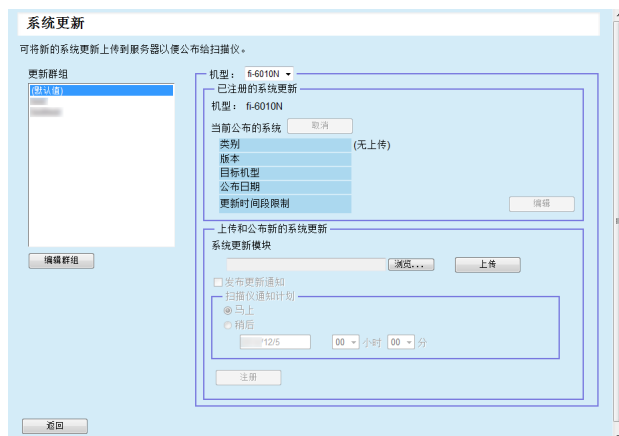 系统更新
可将新的系统更新上传到服务器以便公布给扫描仪。
更新群组
(默认值)
编辑群组
机型： fi-6010N
已注册的系统更新
机型： fi-6010N
当前公布的系统 取消
类别 (无上传)
版本
目标机型
公布日期
更新时间段限制 编辑
上传和公布新的系统更新
系统更新模块
浏览... 上传
发布更新通知
扫描仪通知计划
马上
稍后
/12/5 00 小时 00 分
注册
返回